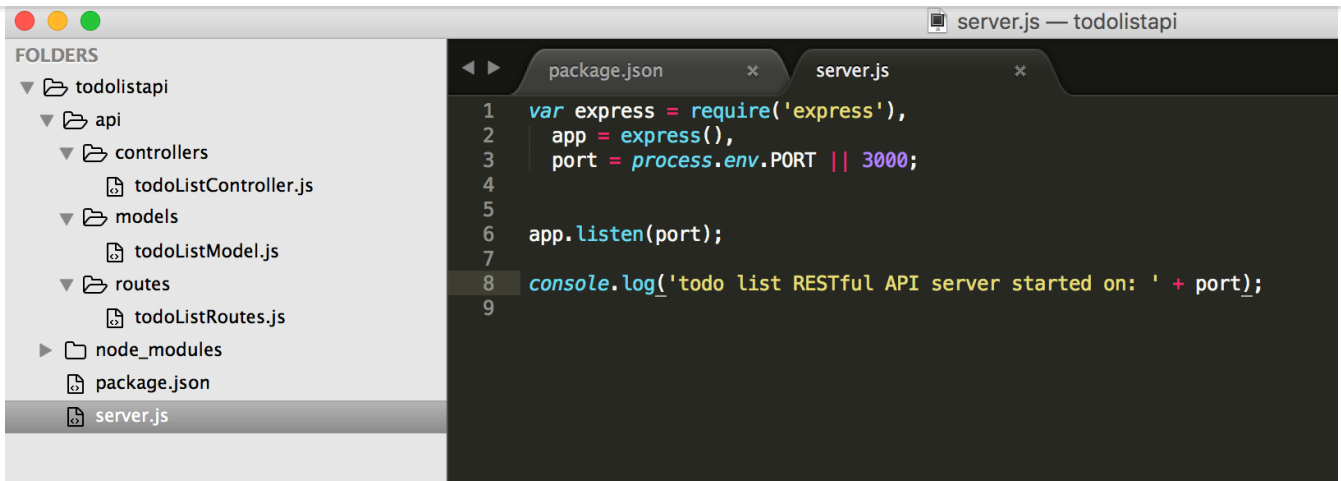 server.js — todolistapi
FOLDERS
todolistapi
api
controllers
todoListController.js
models
todoListModel.js
routes
todoListRoutes.js
node_modules
package.json
server.js
package.json × server.js ×
1 var express = require('express'),
2   app = express(),
3   port = process.env.PORT || 3000;
4
5
6 app.listen(port);
7
8 console.log('todo list RESTful API server started on: ' + port);
9